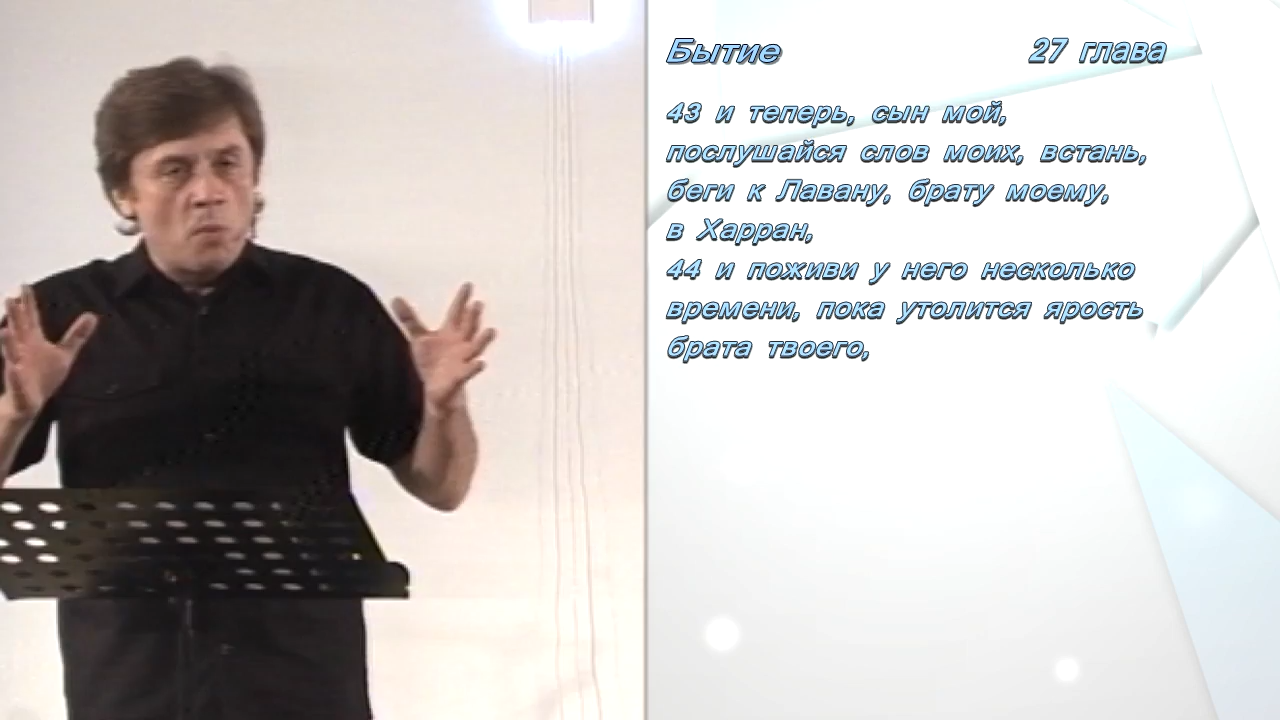 Бытие 27 глава
43 и теперь, сын мой,
послушайся слов моих, встань,
беги к Лавану, брату моему,
в Харран,
44 и поживи у него несколько
времени, пока утолится ярость
брата твоего,